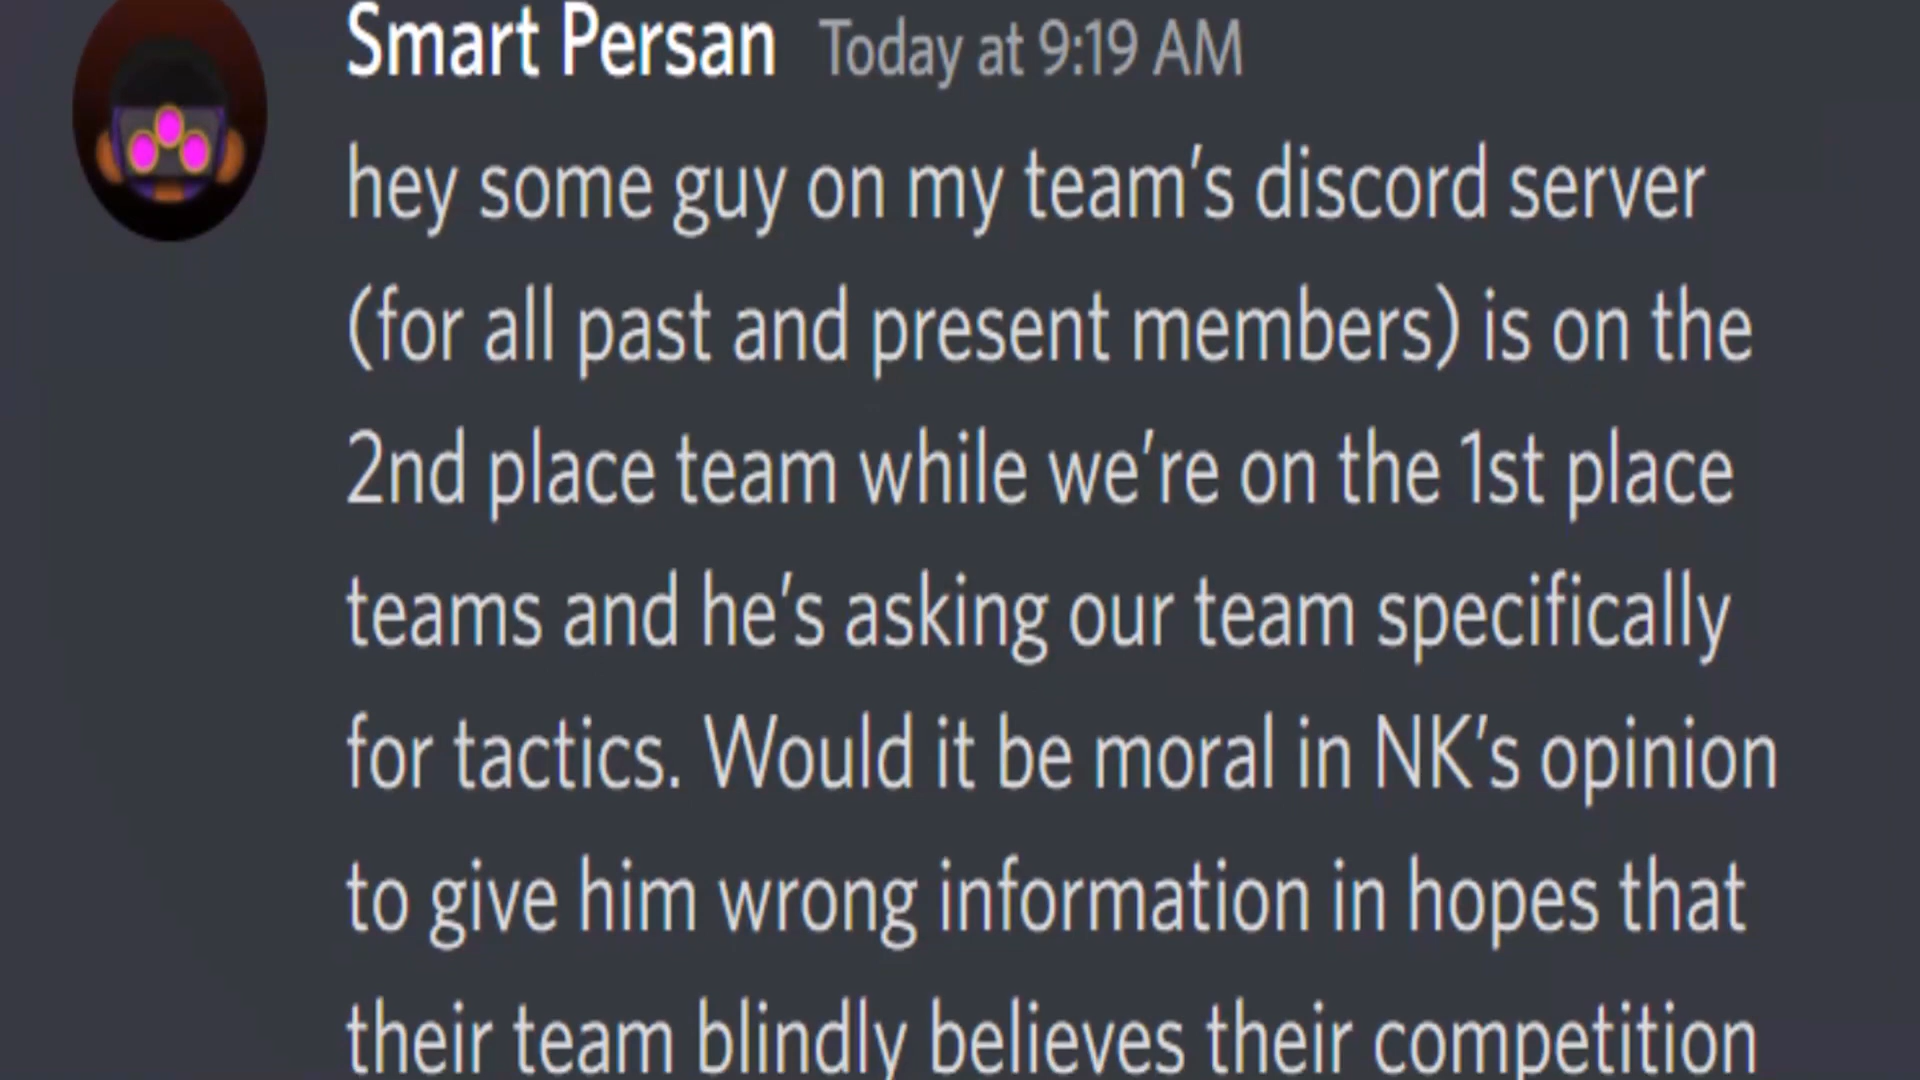 Smart Persan Today at 9:19 AM
hey some guy on my team's discord server
(for all past and present members) is on the
2nd place team while we're on the 1st place
teams and he's asking our team specifically
for tactics. Would it be moral in NK's opinion
to give him wrong information in hopes that
their team blindly believes their competition